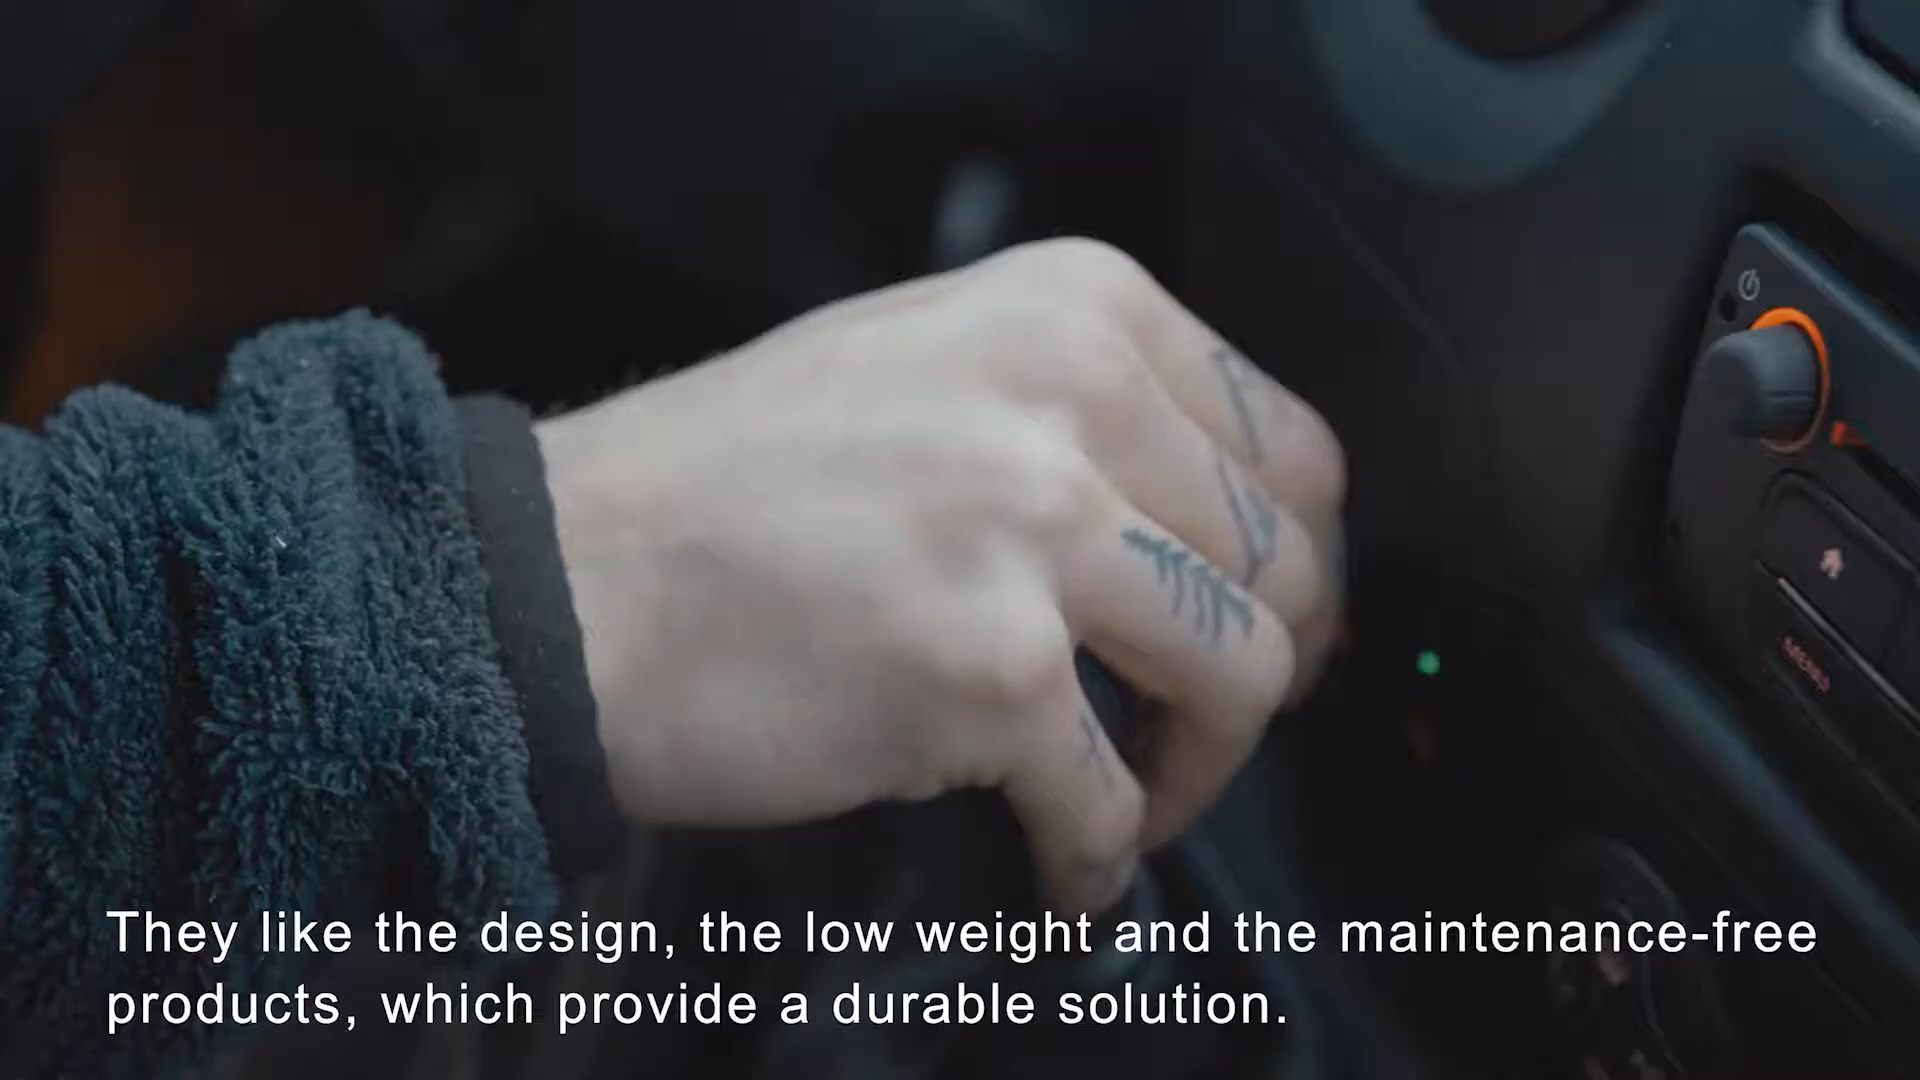 They like the design, the low weight and the maintenance-free
products, which provide a durable solution.